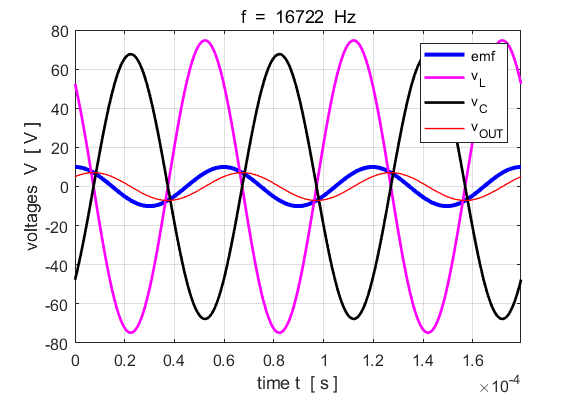 f = 16722 Hz
80
60
40
20
0
-20
-40
-60
-80
voltages V [ V ]
emf
v_L
v_C
v_OUT
0 0.2 0.4 0.6 0.8 1 1.2 1.4 1.6
×10^-4
time t [ s ]